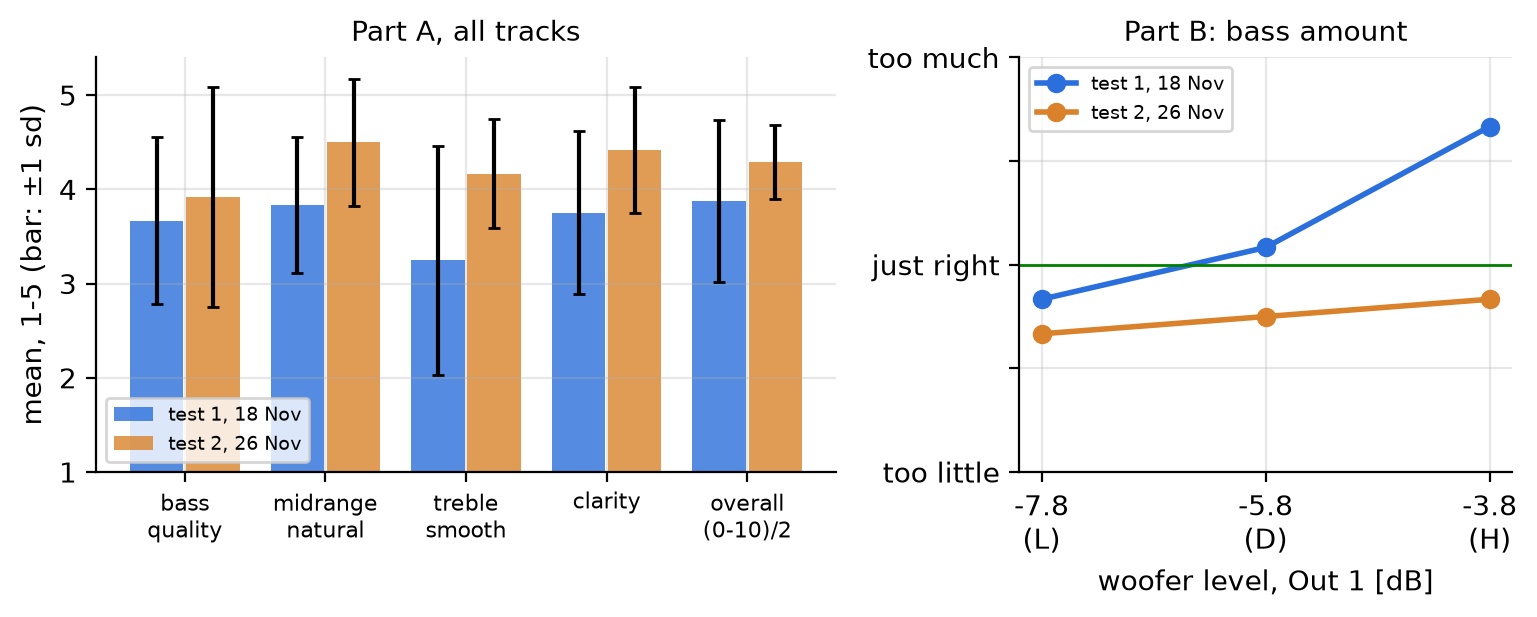 Part A, all tracks
mean, 1-5 (bar: ±1 sd)
5
4
3
2
1
test 1, 18 Nov
test 2, 26 Nov
bass
quality
midrange
natural
treble
smooth
clarity
overall
(0-10)/2
Part B: bass amount
too much
just right
too little
test 1, 18 Nov
test 2, 26 Nov
-7.8
(L)
-5.8
(D)
-3.8
(H)
woofer level, Out 1 [dB]